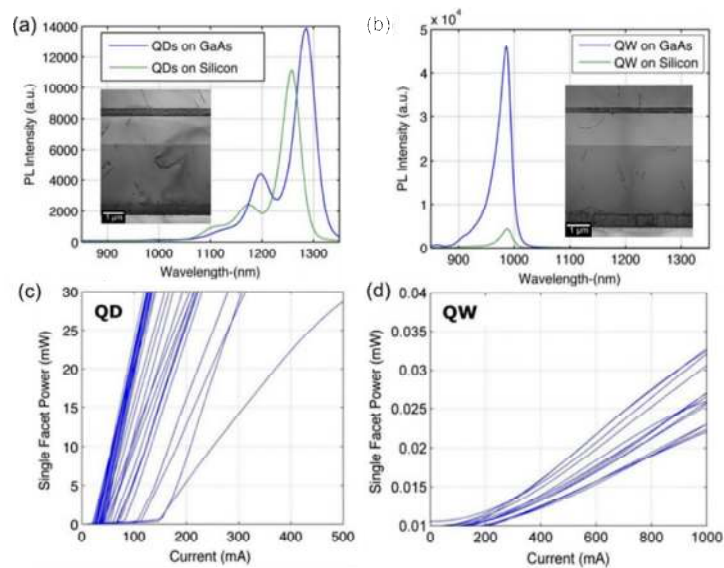 (a)
14000
12000
10000
8000
6000
4000
2000
0
PL Intensity (a.u.)
QDs on GaAs
QDs on Silicon
1 μm
900 1000 1100 1200 1300
Wavelength-(nm)
(b)
x 10⁴
5
4
3
2
1
0
PL Intensity (a.u.)
QW on GaAs
QW on Silicon
1 μm
900 1000 1100 1200 1300
Wavelength-(nm)
(c)
QD
30
25
20
15
10
5
0
Single Facet Power (mW)
0 100 200 300 400 500
Current (mA)
(d)
QW
0.04
0.035
0.03
0.025
0.02
0.015
0.01
Single Facet Power (mW)
0 200 400 600 800 1000
Current (mA)